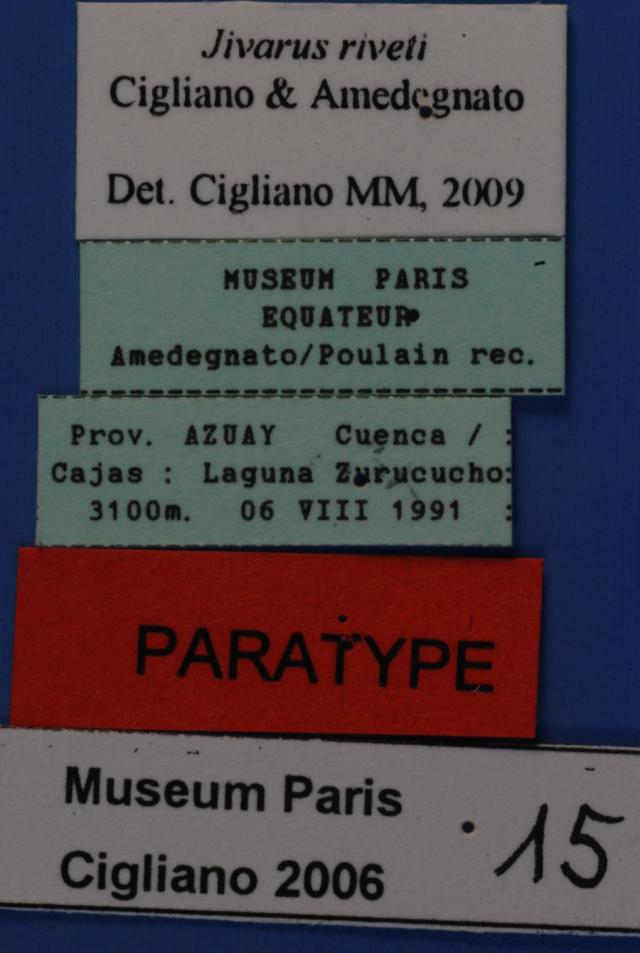 Jivarus riveti
Cigliano & Amedegnato
Det. Cigliano MM, 2009
MUSEUM PARIS
EQUATEUR
Amedegnato/Poulain rec.
Prov. AZUAY Cuenca / :
Cajas : Laguna Zurucucho:
3100m. 06 VIII 1991 :
PARATYPE
Museum Paris
Cigliano 2006
15